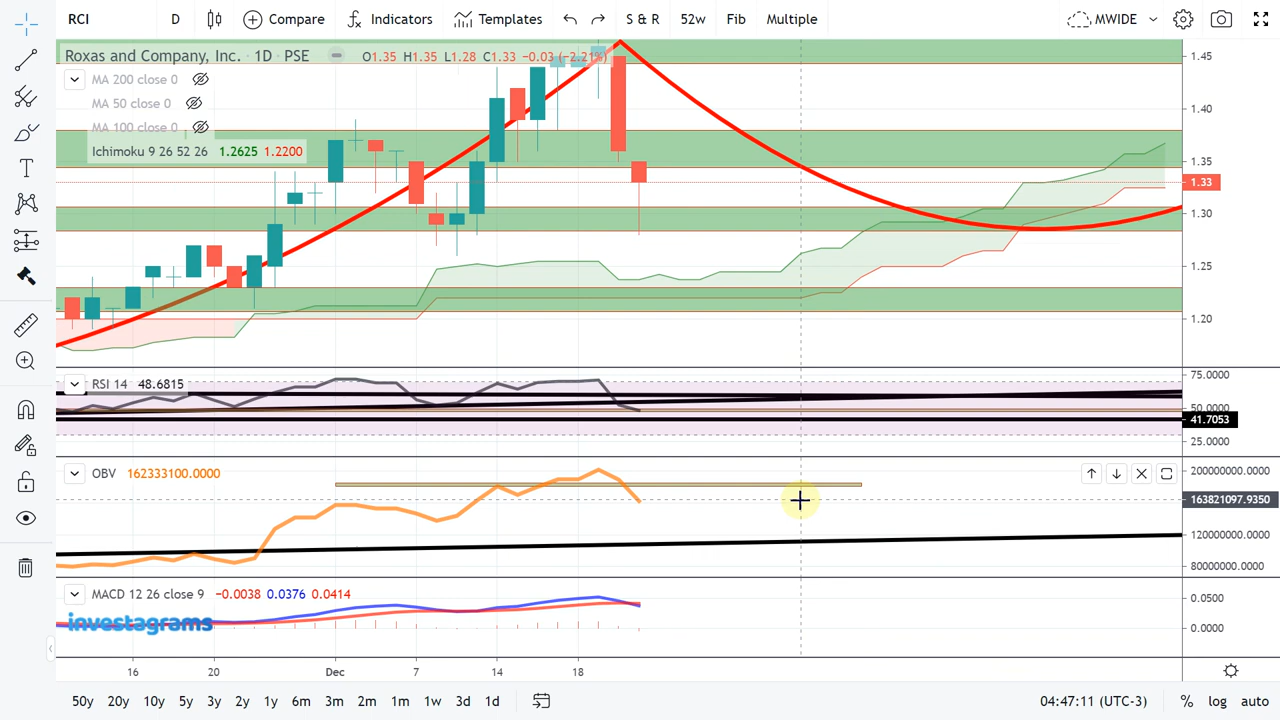 RCI D Compare Indicators Templates S & R 52w Fib Multiple MWIDE
Roxas and Company, Inc. · 1D · PSE O1.35 H1.35 L1.28 C1.33 −0.03 (−2.21%)
MA 200 close 0
MA 50 close 0
MA 100 close 0
Ichimoku 9 26 52 26 1.2625 1.2200
1.45
1.40
1.35
1.33
1.30
1.25
1.20
RSI 14 48.6815
75.0000
50.0000
41.7053
25.0000
OBV 162333100.0000
200000000.0000
163821097.9350
120000000.0000
80000000.0000
MACD 12 26 close 9 −0.0038 0.0376 0.0414
0.0500
0.0000
investagrams
16 20 Dec 7 14 18
50y 20y 10y 5y 3y 2y 1y 6m 3m 2m 1m 1w 3d 1d 04:47:11 (UTC-3) % log auto